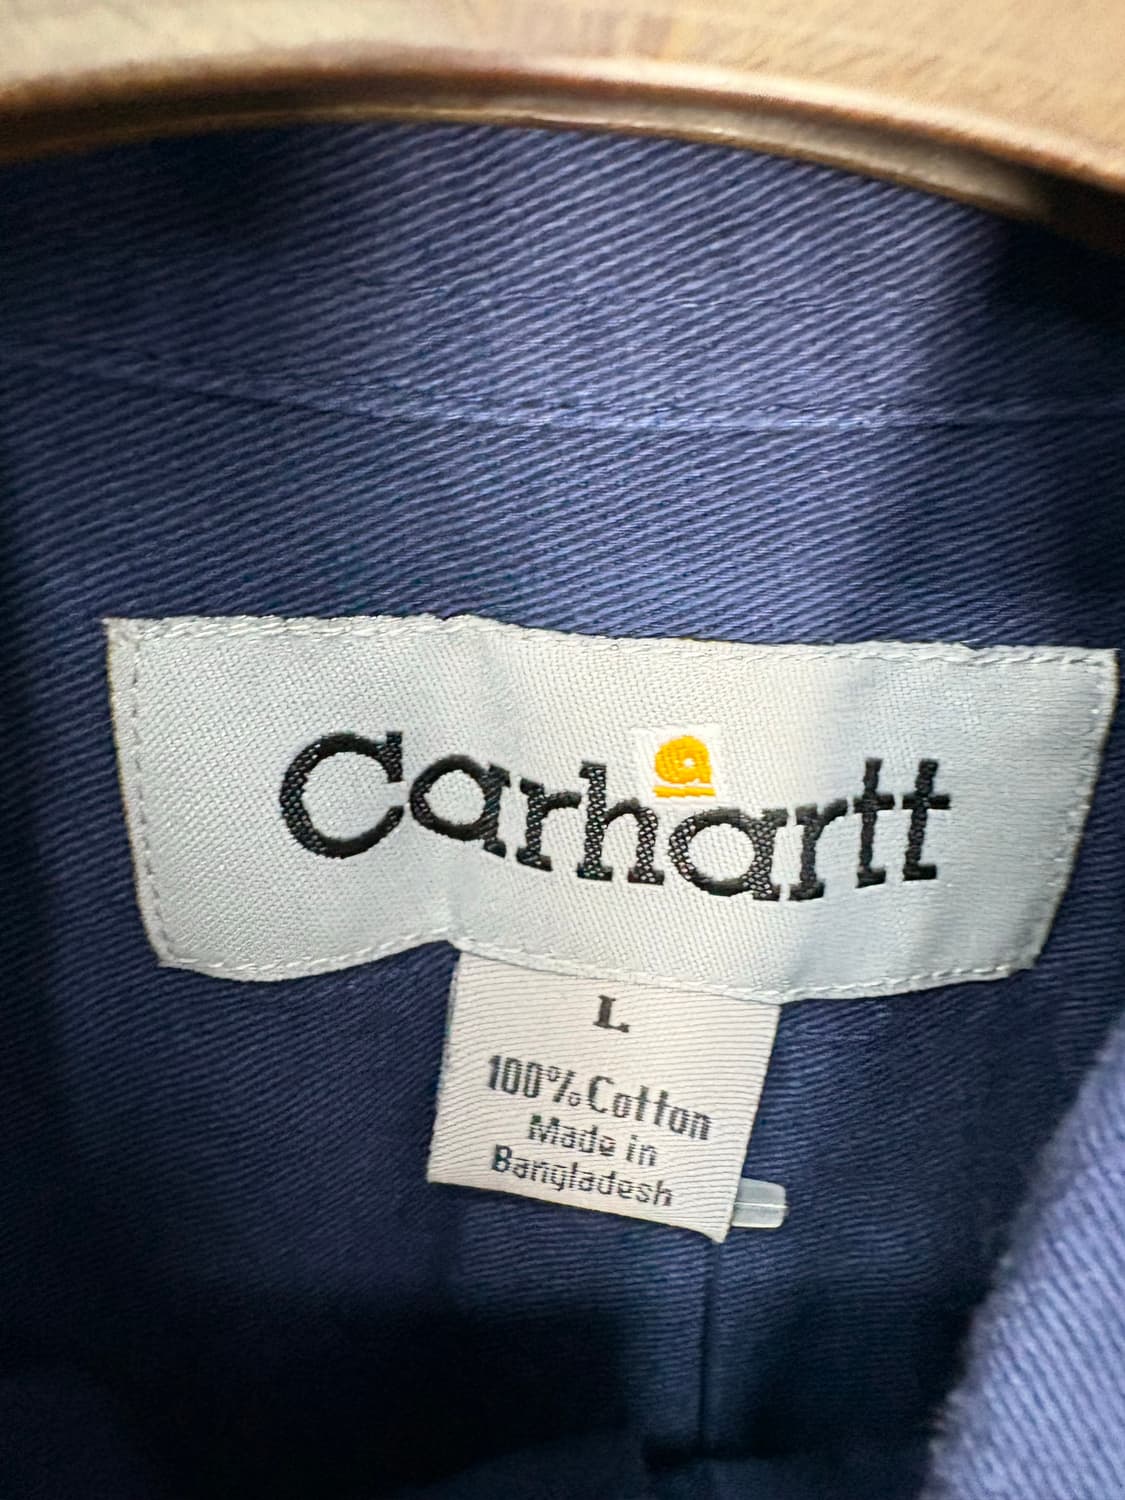 Carhartt
L
100% Cotton
Made in
Bangladesh